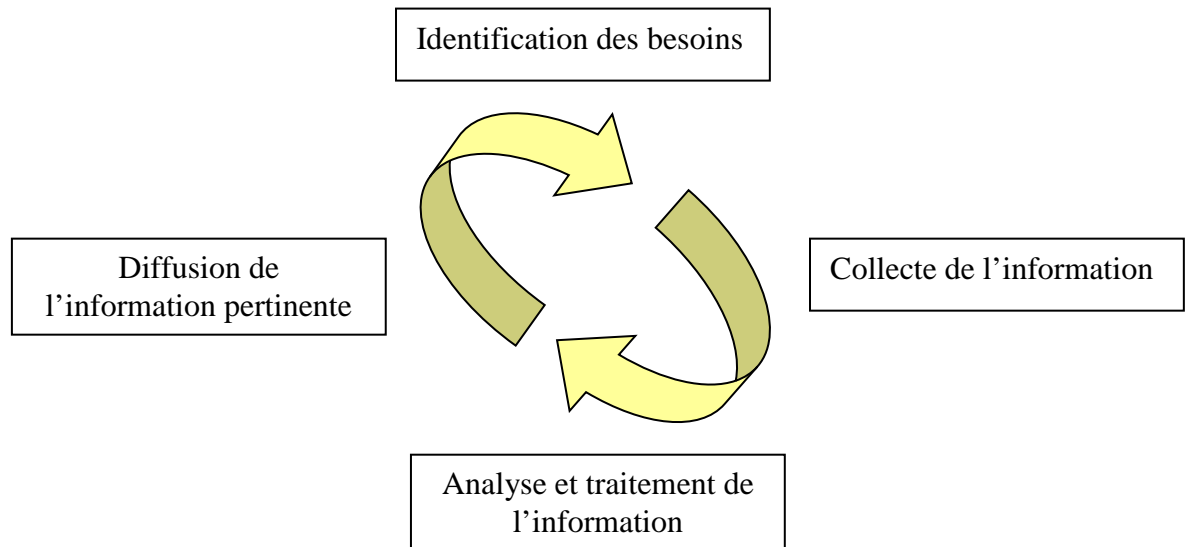 Identification des besoins
Diffusion de
l’information pertinente
Collecte de l’information
Analyse et traitement de
l’information